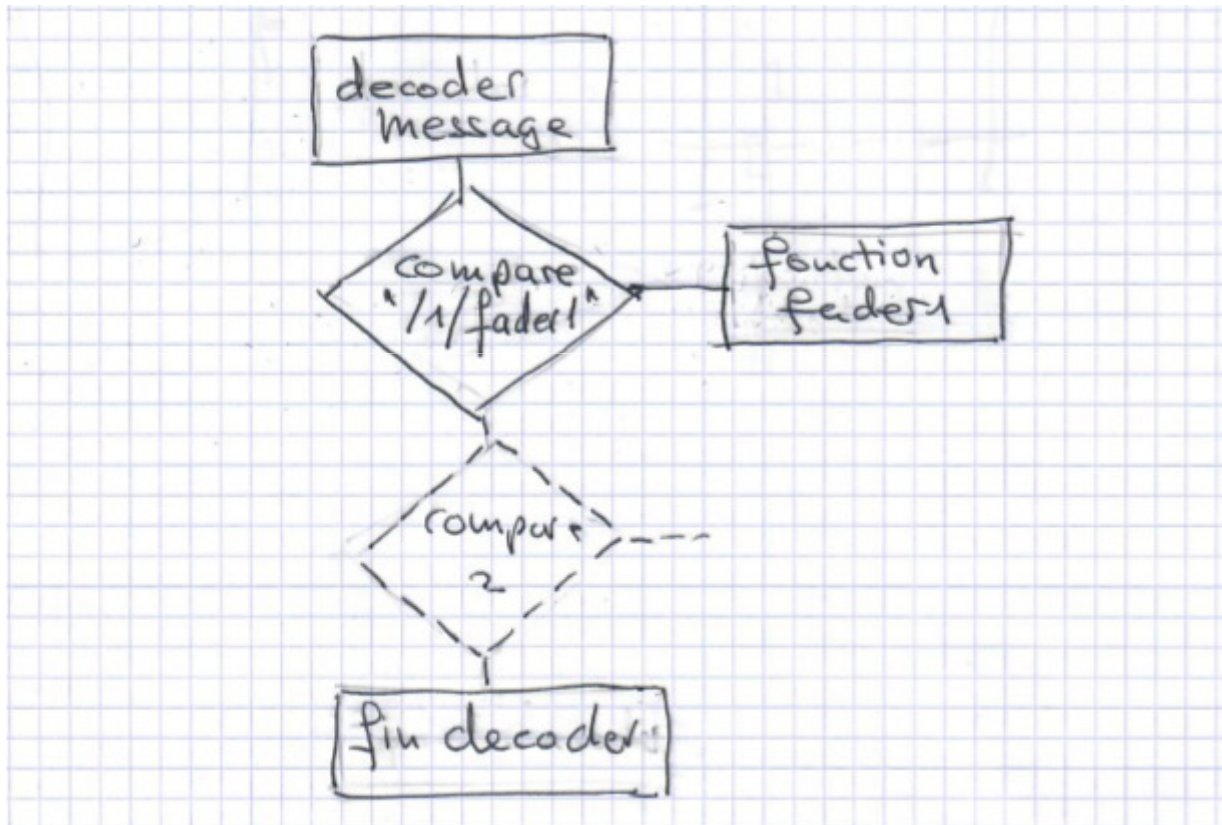 decoder
message
compare
"/1/fader1"
fonction
fader1
compare
2
fin decoder